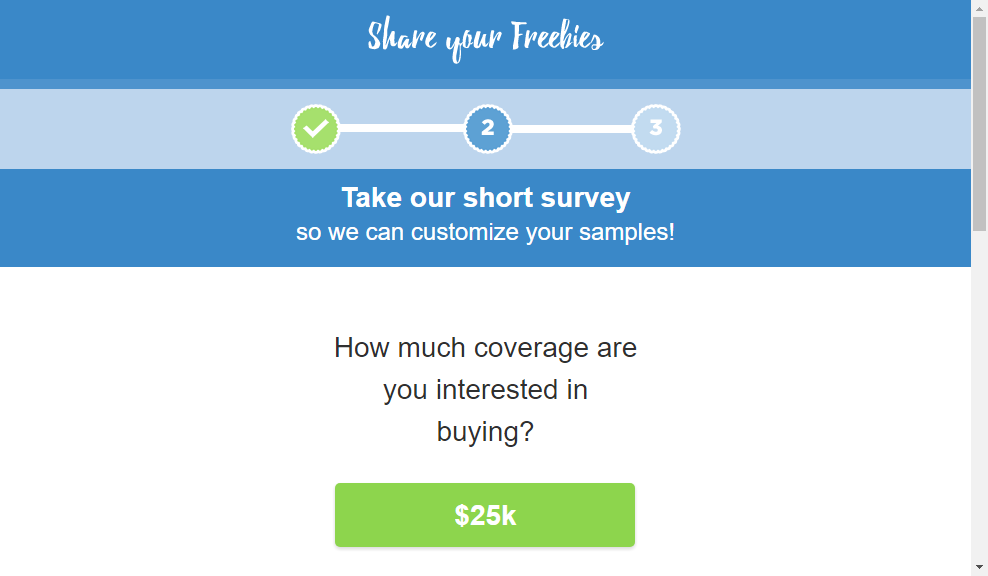 Share your Freebies
2
3
Take our short survey
so we can customize your samples!
How much coverage are
you interested in
buying?
$25k